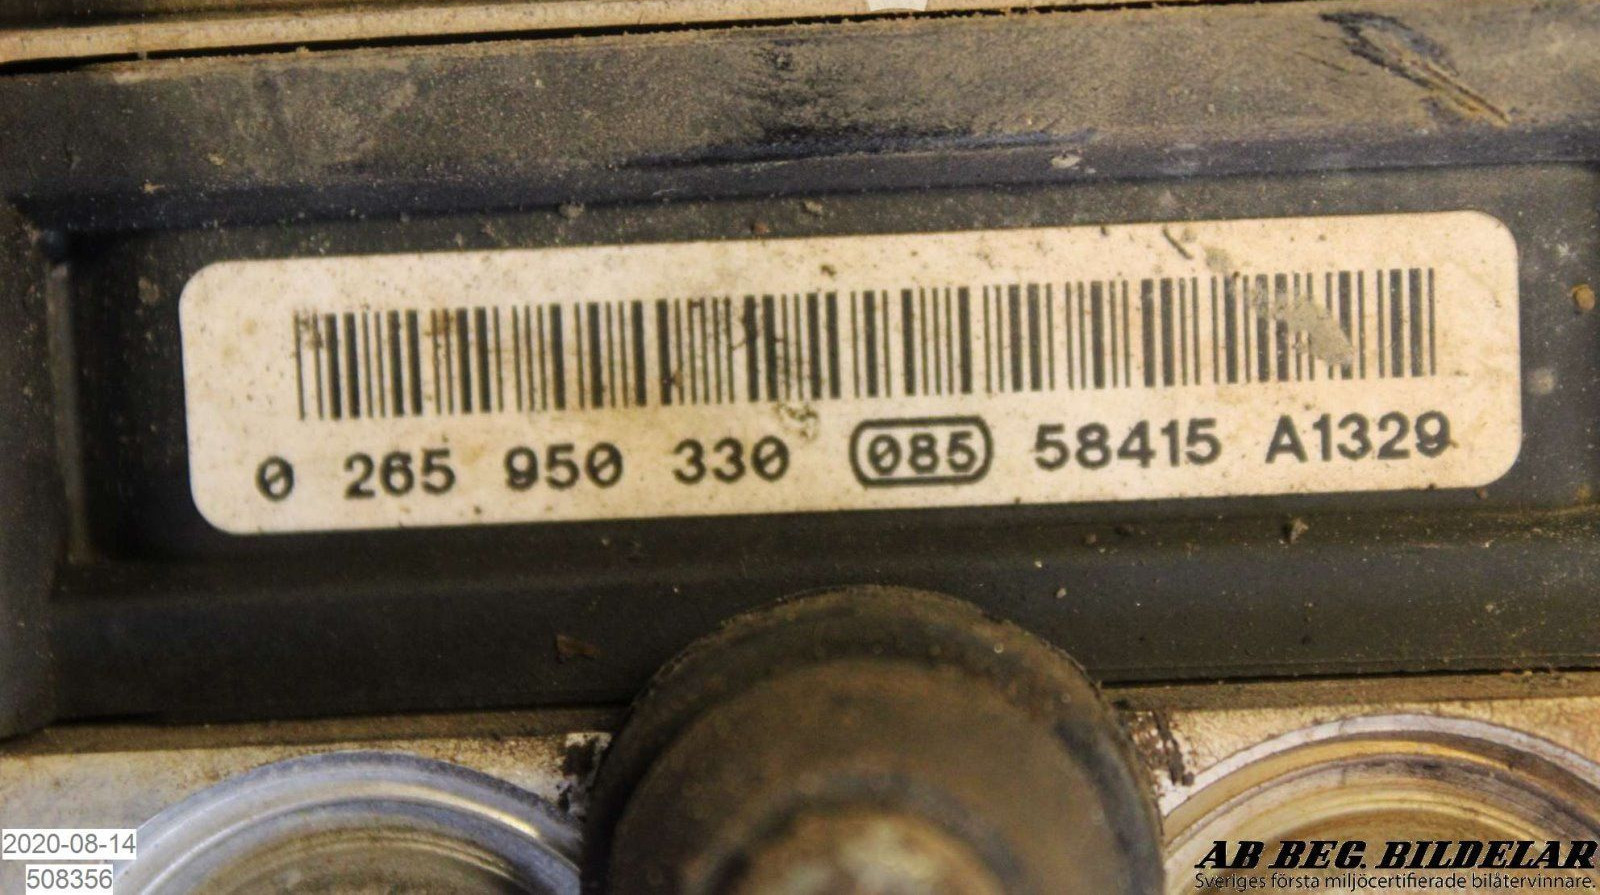 0 265 950 330 085 58415 A1329
2020-08-14
508356
AB BEG. BILDELAR
Sveriges första miljöcertifierade bilåtervinnare.